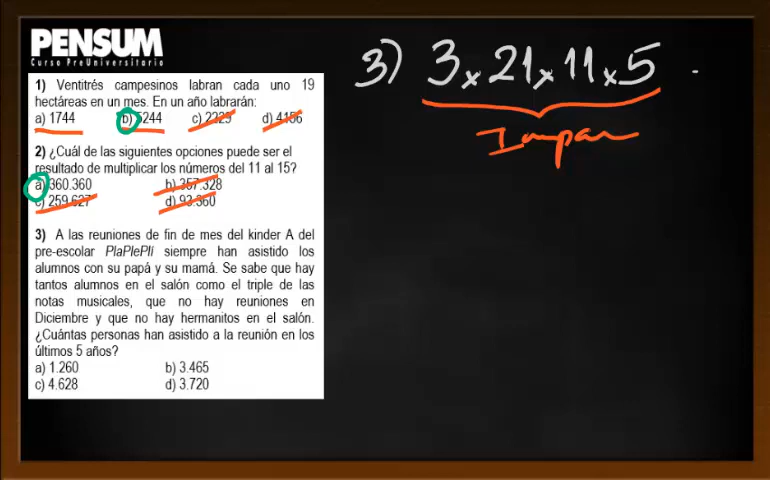 PENSUM
Curso PreUniversitario
1) Ventitrés campesinos labran cada uno 19
hectáreas en un mes. En un año labrarán:
a) 1744 b) 5244 c) 2229 d) 4156
2) ¿Cuál de las siguientes opciones puede ser el
resultado de multiplicar los números del 11 al 15?
a) 360.360 b) 357.328
c) 259.627 d) 93.360
3) A las reuniones de fin de mes del kinder A del
pre-escolar PlaPlePlí siempre han asistido los
alumnos con su papá y su mamá. Se sabe que hay
tantos alumnos en el salón como el triple de las
notas musicales, que no hay reuniones en
Diciembre y que no hay hermanitos en el salón.
¿Cuántas personas han asistido a la reunión en los
últimos 5 años?
a) 1.260 b) 3.465
c) 4.628 d) 3.720
3) 3 x 21 x 11 x 5
Impar